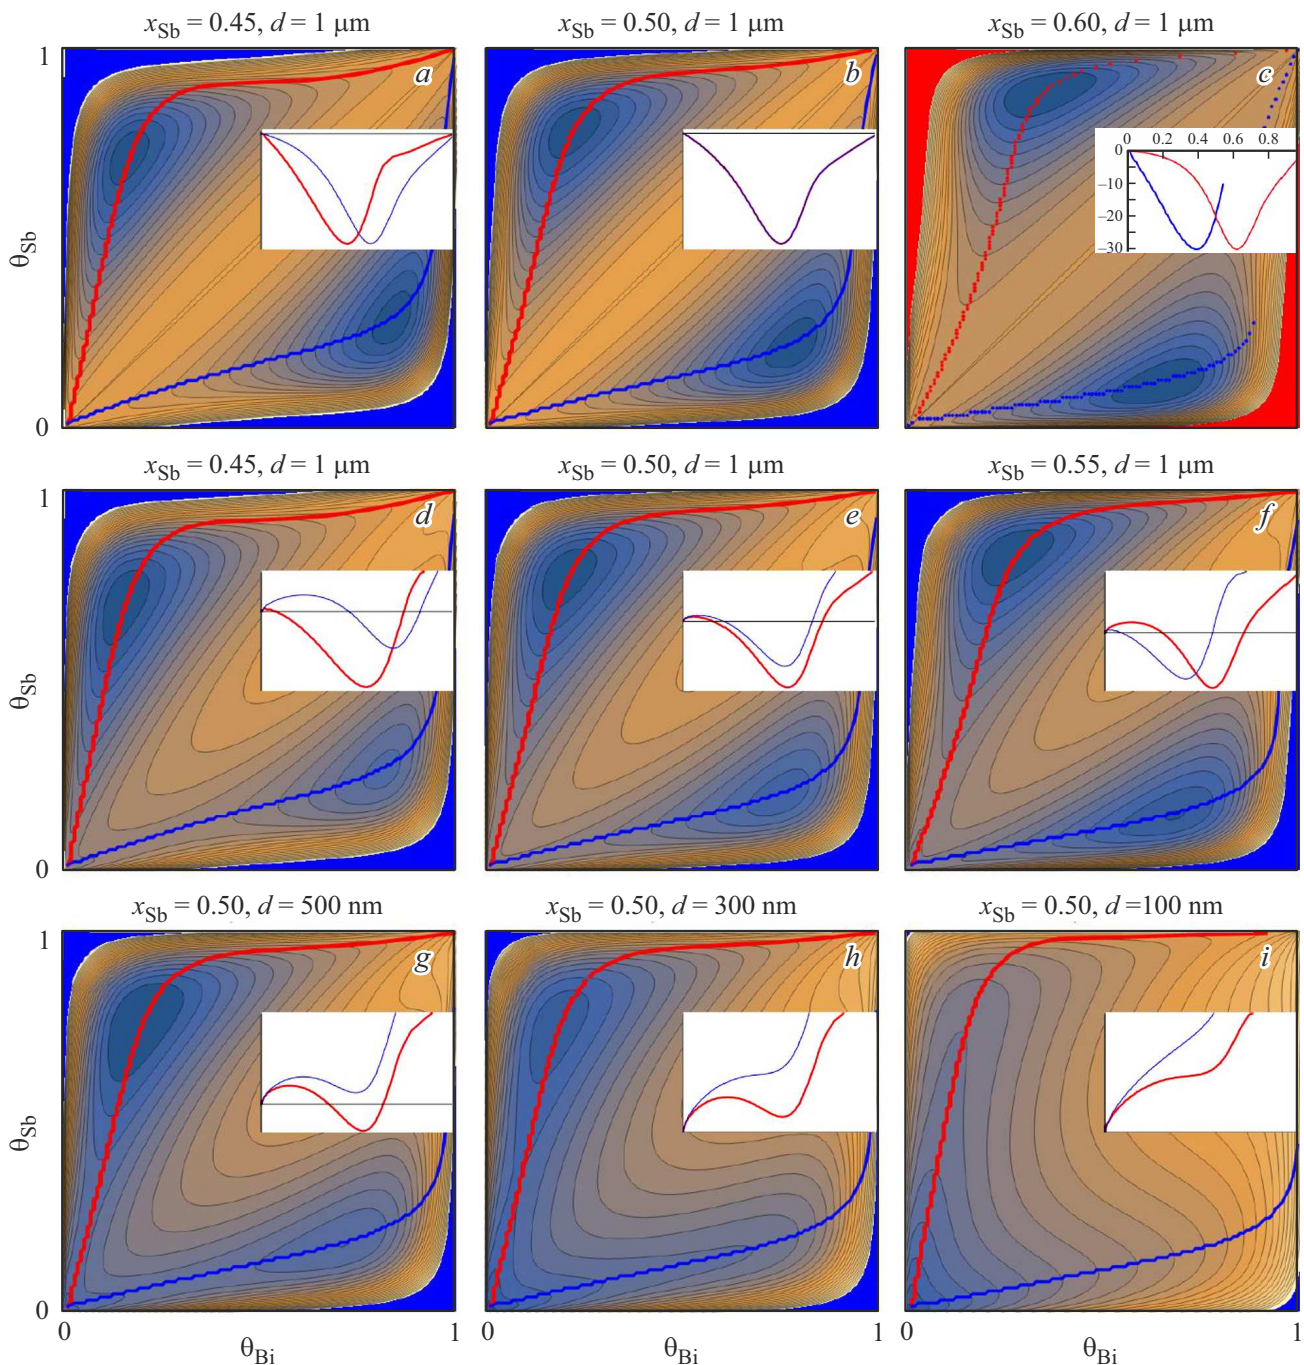 x_Sb = 0.45, d = 1 μm
x_Sb = 0.50, d = 1 μm
x_Sb = 0.60, d = 1 μm
1
a
b
c
0 0.2 0.4 0.6 0.8
0
–10
–20
–30
θ_Sb
0
x_Sb = 0.45, d = 1 μm
x_Sb = 0.50, d = 1 μm
x_Sb = 0.55, d = 1 μm
1
d
e
f
θ_Sb
0
x_Sb = 0.50, d = 500 nm
x_Sb = 0.50, d = 300 nm
x_Sb = 0.50, d =100 nm
1
g
h
i
θ_Sb
0
0 1
0 1
0 1
θ_Bi
θ_Bi
θ_Bi